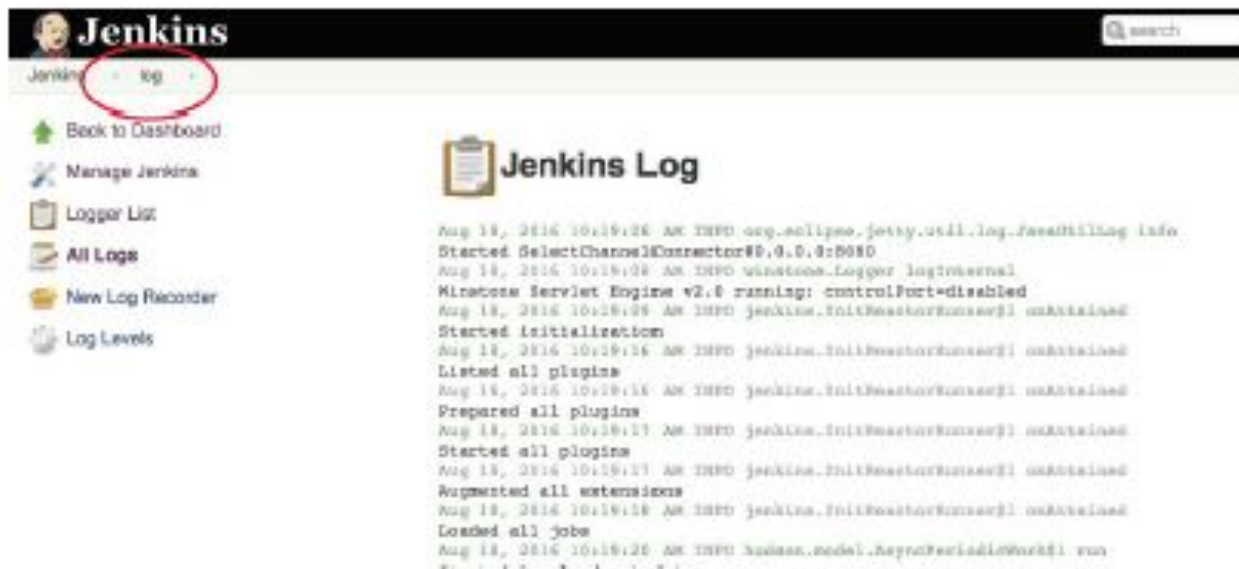 Jenkins
search
Jenkins log
Back to Dashboard
Manage Jenkins
Logger List
All Logs
New Log Recorder
Log Levels
Jenkins Log
Aug 18, 2016 10:19:08 AM INFO org.eclipse.jetty.util.log.JavaUtilLog info
Started SelectChannelConnector@0.0.0.0:8080
Aug 18, 2016 10:19:08 AM INFO winstone.Logger logInternal
Winstone Servlet Engine v2.0 running: controlPort=disabled
Aug 18, 2016 10:19:09 AM INFO jenkins.InitReactorRunner$1 onAttained
Started initialization
Aug 18, 2016 10:19:16 AM INFO jenkins.InitReactorRunner$1 onAttained
Listed all plugins
Aug 18, 2016 10:19:16 AM INFO jenkins.InitReactorRunner$1 onAttained
Prepared all plugins
Aug 18, 2016 10:19:17 AM INFO jenkins.InitReactorRunner$1 onAttained
Started all plugins
Aug 18, 2016 10:19:17 AM INFO jenkins.InitReactorRunner$1 onAttained
Augmented all extensions
Aug 18, 2016 10:19:18 AM INFO jenkins.InitReactorRunner$1 onAttained
Loaded all jobs
Aug 18, 2016 10:19:20 AM INFO hudson.model.AsyncPeriodicWork$1 run